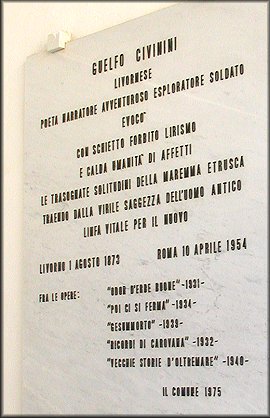 GUELFO CIVININI
LIVORNESE
POETA NARRATORE AVVENTUROSO ESPLORATORE SOLDATO
EVOCO'
CON SCHIETTO FORBITO LIRISMO
E CALDA UMANITA' DI AFFETTI
LE TRASOGNATE SOLITUDINI DELLA MAREMMA ETRUSCA
TRAENDO DALLA VIRILE SAGGEZZA DELL'UOMO ANTICO
LINFA VITALE PER IL NUOVO
LIVORNO 1 AGOSTO 1873 ROMA 10 APRILE 1954
FRA LE OPERE: "ODOR D'ERBE BUONE" -1931-
"POI CI SI FERMA" -1934-
"GESUMMORTO" -1939-
"RICORDI DI CAROVANA" -1932-
"VECCHIE STORIE D'OLTREMARE" -1940-
IL COMUNE 1975